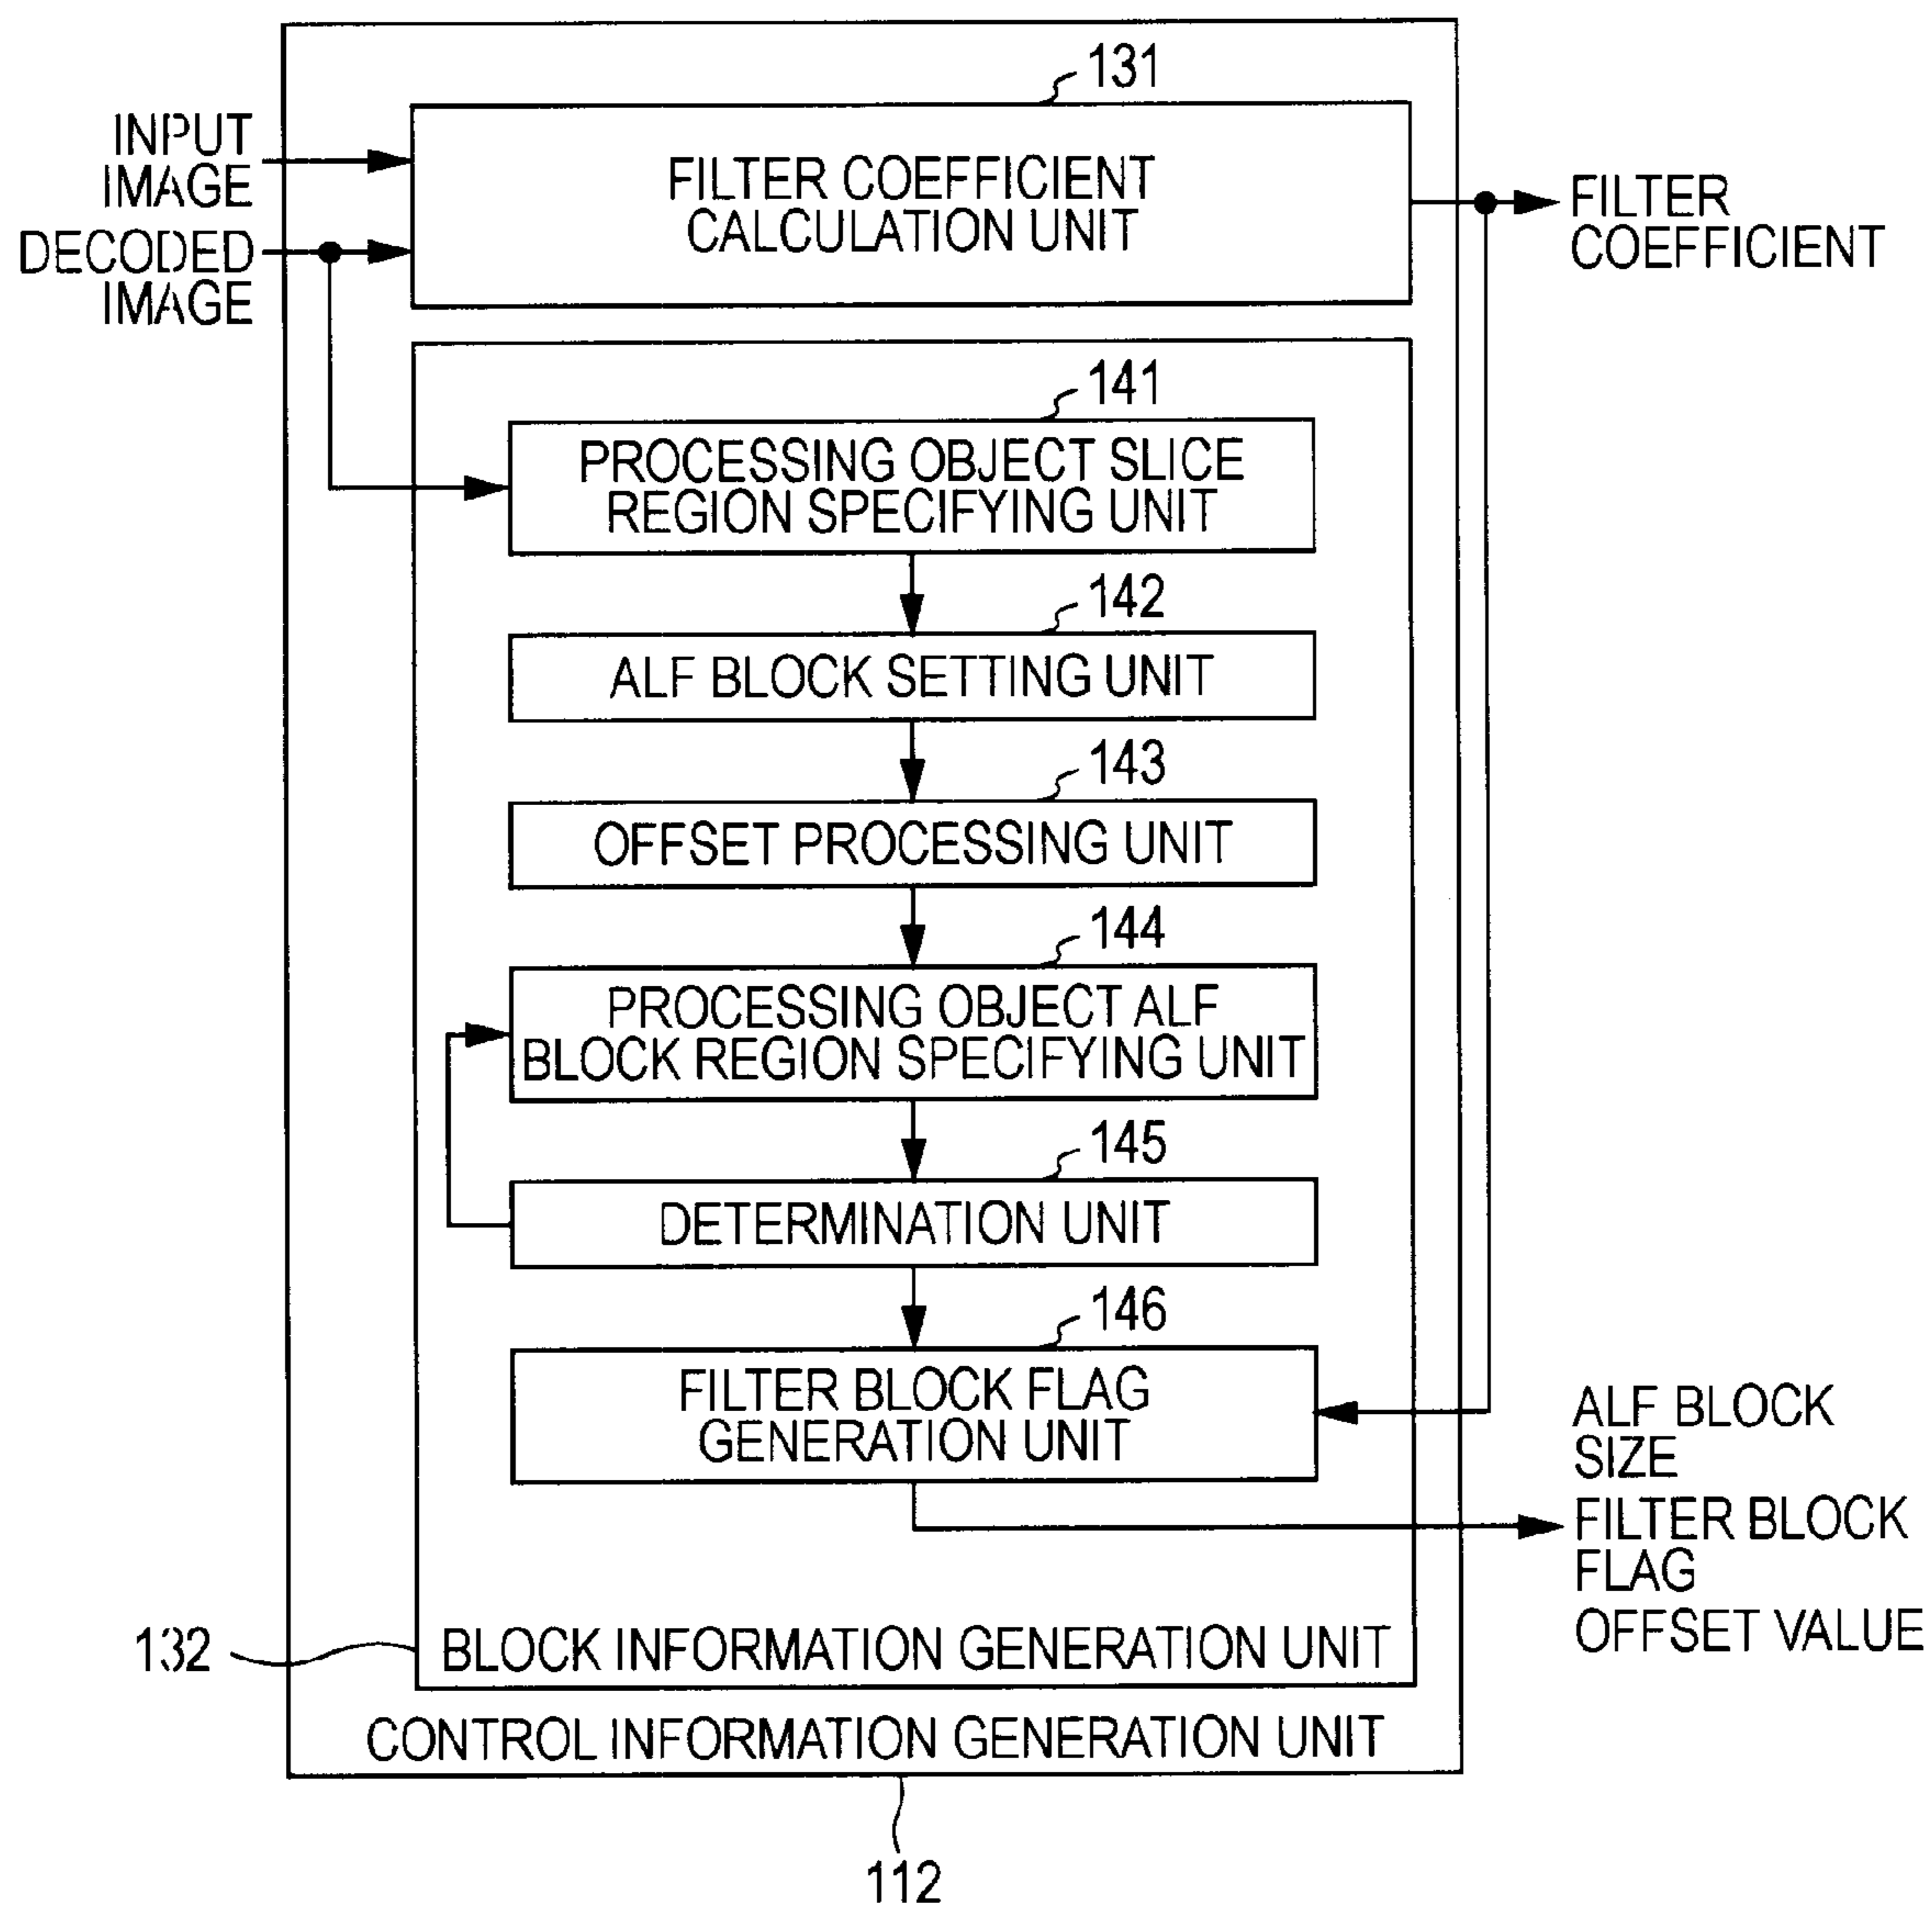 131
INPUT
IMAGE
FILTER COEFFICIENT
CALCULATION UNIT
FILTER
COEFFICIENT
DECODED
IMAGE
141
PROCESSING OBJECT SLICE
REGION SPECIFYING UNIT
142
ALF BLOCK SETTING UNIT
143
OFFSET PROCESSING UNIT
144
PROCESSING OBJECT ALF
BLOCK REGION SPECIFYING UNIT
145
DETERMINATION UNIT
146
FILTER BLOCK FLAG
GENERATION UNIT
ALF BLOCK
SIZE
FILTER BLOCK
FLAG
OFFSET VALUE
132
BLOCK INFORMATION GENERATION UNIT
CONTROL INFORMATION GENERATION UNIT
112